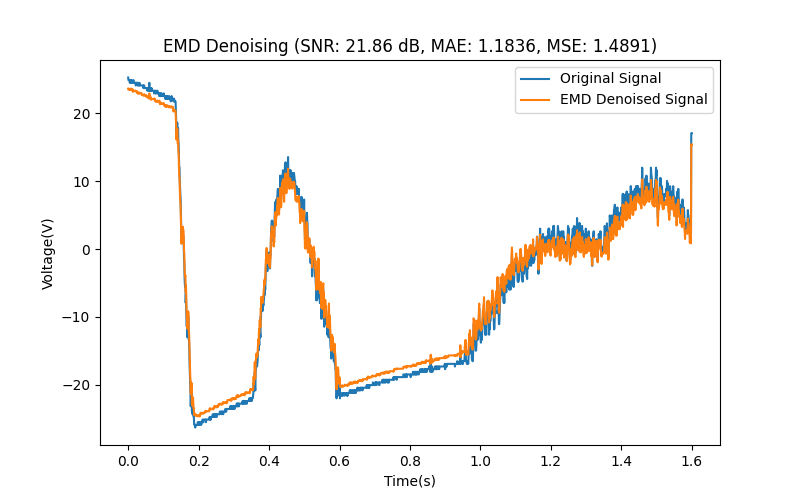 EMD Denoising (SNR: 21.86 dB, MAE: 1.1836, MSE: 1.4891)
Original Signal
EMD Denoised Signal
Voltage(V)
20
10
0
−10
−20
0.0 0.2 0.4 0.6 0.8 1.0 1.2 1.4 1.6
Time(s)